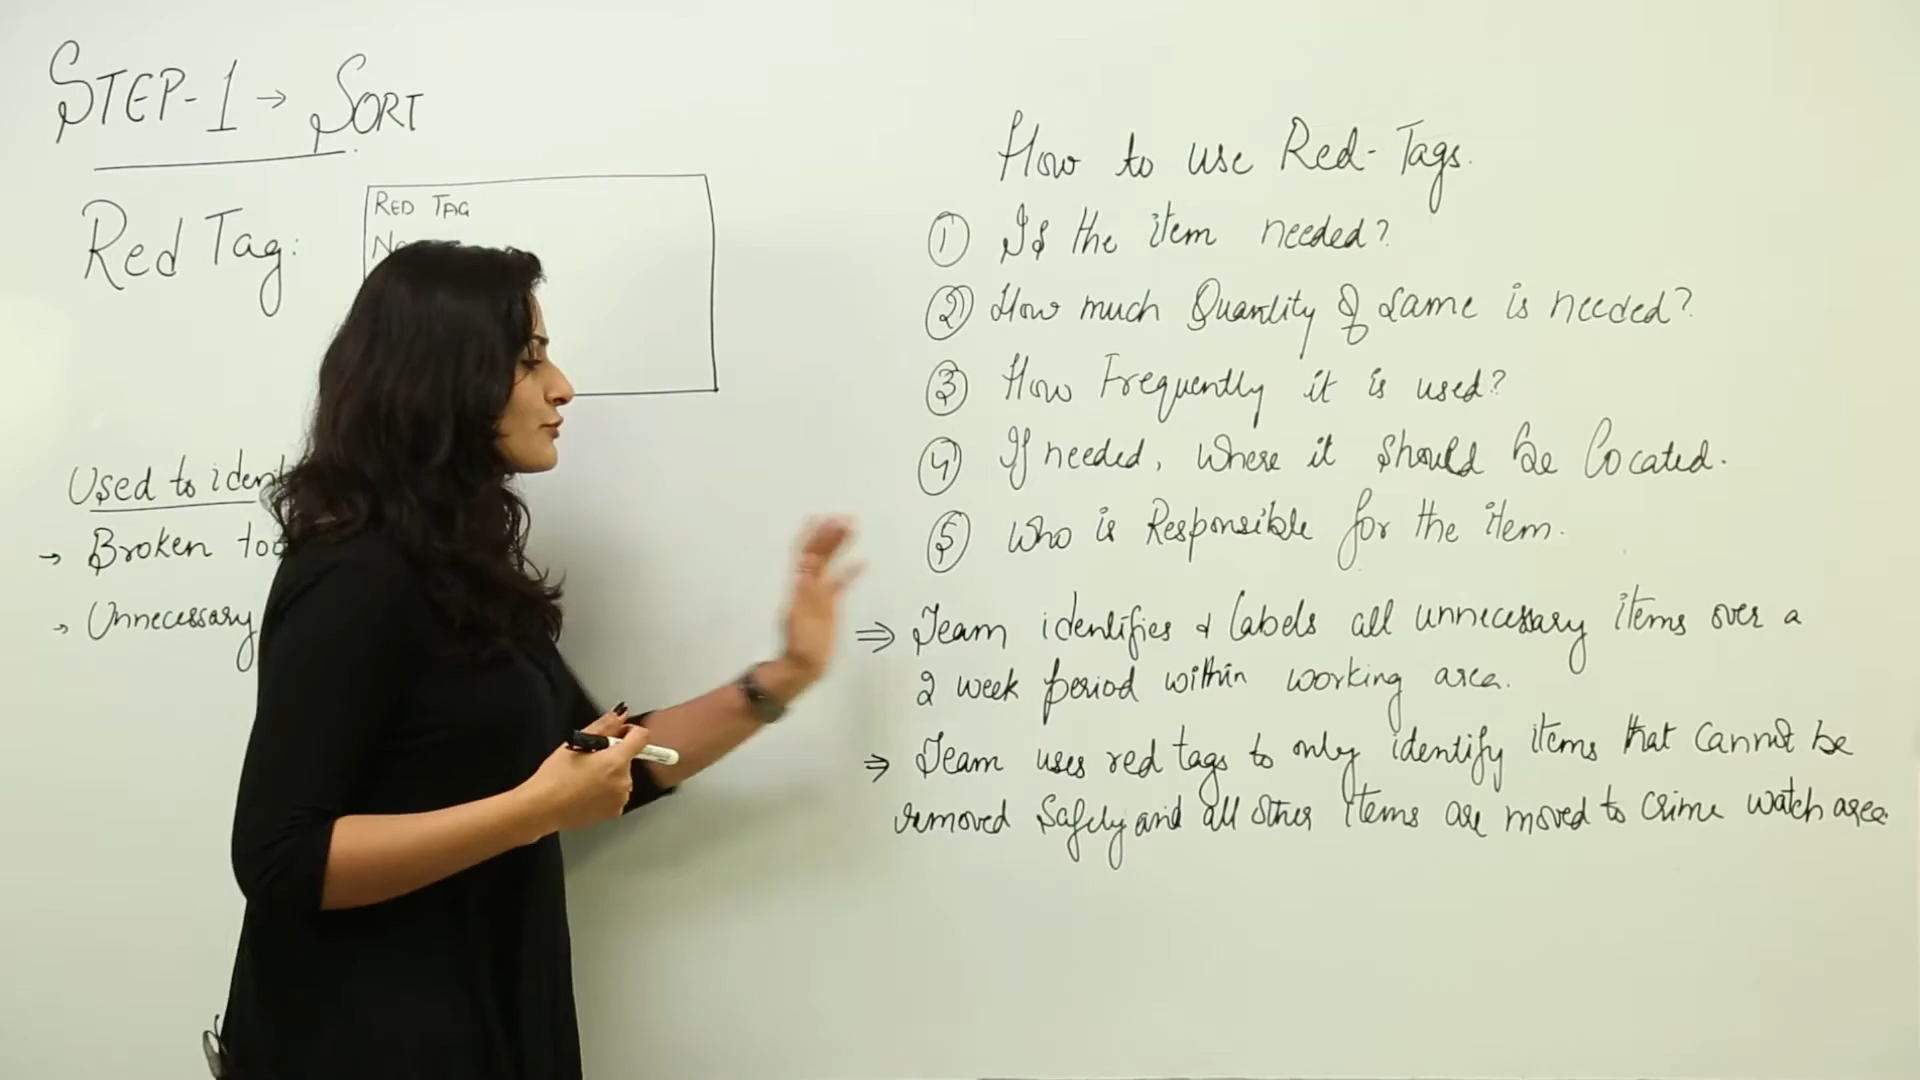 STEP-1 → SORT
Red Tag:
RED TAG
Used to
→ Broken
→ Unnecessary
How to use Red-Tags.
① Is the item needed?
② How much Quantity of same is needed?
③ How Frequently it is used?
④ If needed, where it should be located.
⑤ Who is Responsible for the item.
⇒ Team identifies & labels all unnecessary items over a
2 week period within working area.
⇒ Team uses red tags to only identify items that cannot be
removed safely and all other items are moved to crime watch area.